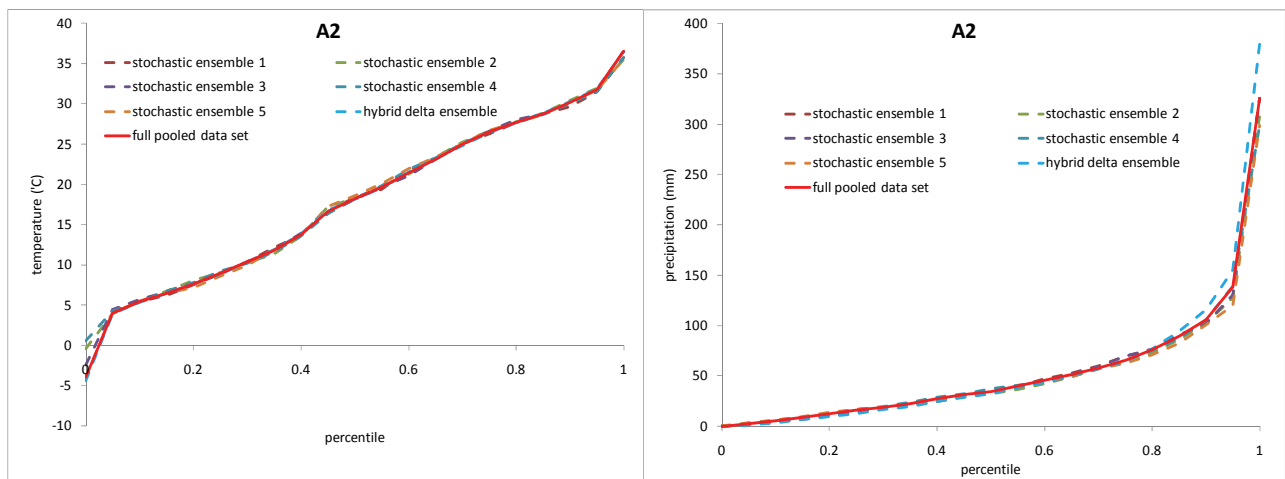 A2
40
35
30
25
20
15
10
5
0
-5
-10
temperature ('C)
stochastic ensemble 1
stochastic ensemble 2
stochastic ensemble 3
stochastic ensemble 4
stochastic ensemble 5
hybrid delta ensemble
full pooled data set
0 0.2 0.4 0.6 0.8 1
percentile
A2
400
350
300
250
200
150
100
50
0
precipitation (mm)
stochastic ensemble 1
stochastic ensemble 2
stochastic ensemble 3
stochastic ensemble 4
stochastic ensemble 5
hybrid delta ensemble
full pooled data set
0 0.2 0.4 0.6 0.8 1
percentile